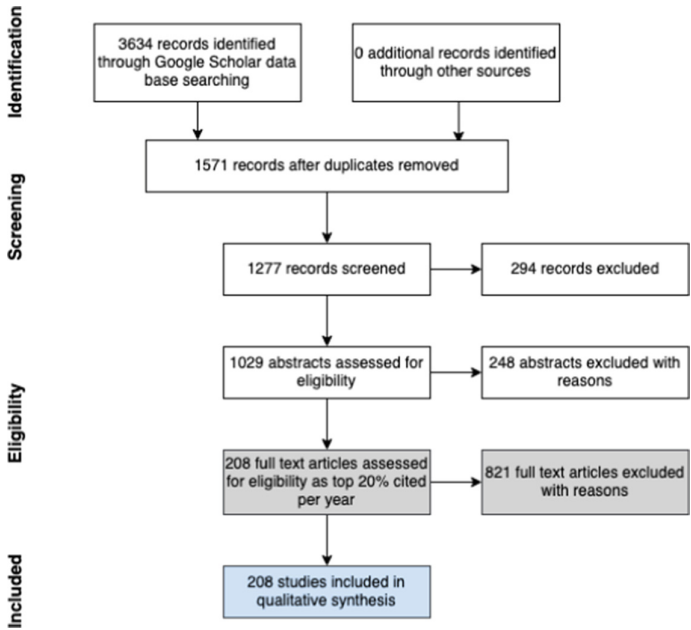 Identification
3634 records identified
through Google Scholar data
base searching
0 additional records identified
through other sources
1571 records after duplicates removed
Screening
1277 records screened
294 records excluded
1029 abstracts assessed for
eligibility
248 abstracts excluded with
reasons
Eligibility
208 full text articles assessed
for eligibility as top 20% cited
per year
821 full text articles excluded
with reasons
Included
208 studies included in
qualitative synthesis